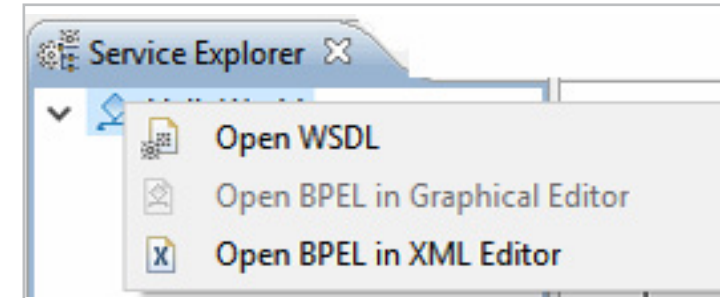 Service Explorer
Open WSDL
Open BPEL in Graphical Editor
Open BPEL in XML Editor